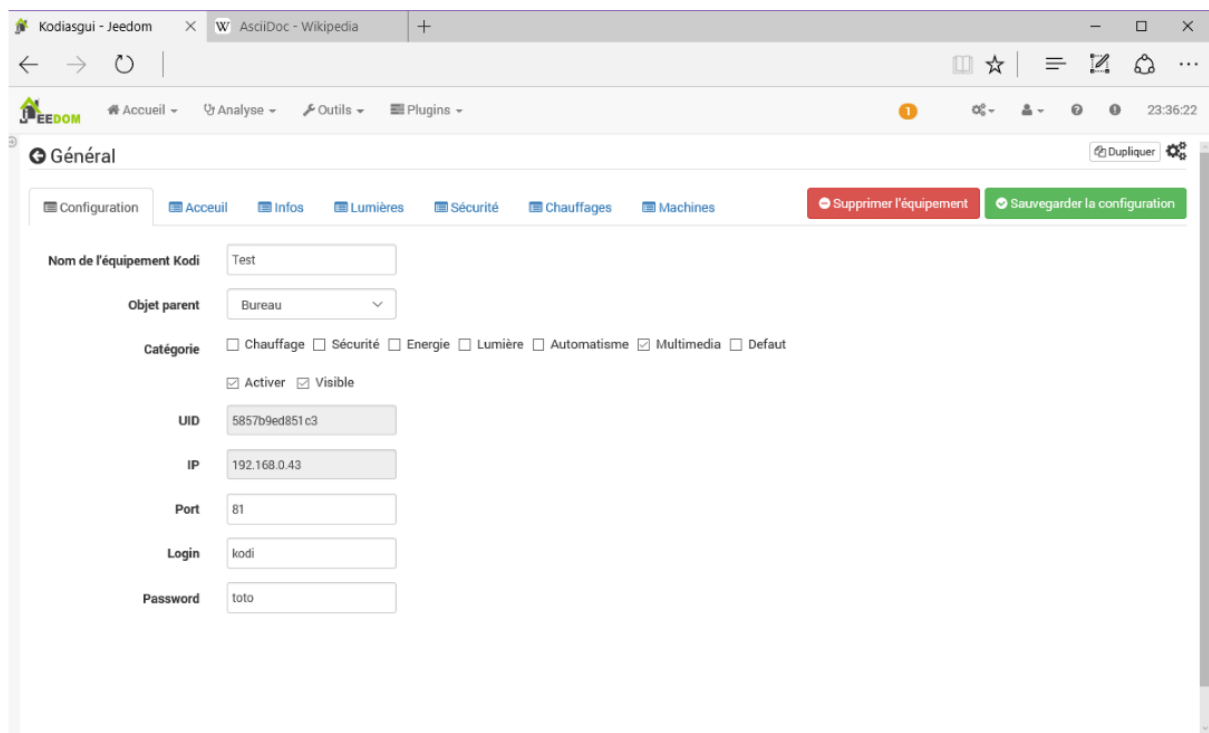 Kodiasgui - Jeedom W AsciiDoc - Wikipedia
JEEDOM Accueil Analyse Outils Plugins 1 23:36:22
Général Dupliquer
Configuration Acceuil Infos Lumières Sécurité Chauffages Machines Supprimer l'équipement Sauvegarder la configuration
Nom de l'équipement Kodi Test
Objet parent Bureau
Catégorie Chauffage Sécurité Energie Lumière Automatisme Multimedia Defaut
Activer Visible
UID 5857b9ed851c3
IP 192.168.0.43
Port 81
Login kodi
Password toto